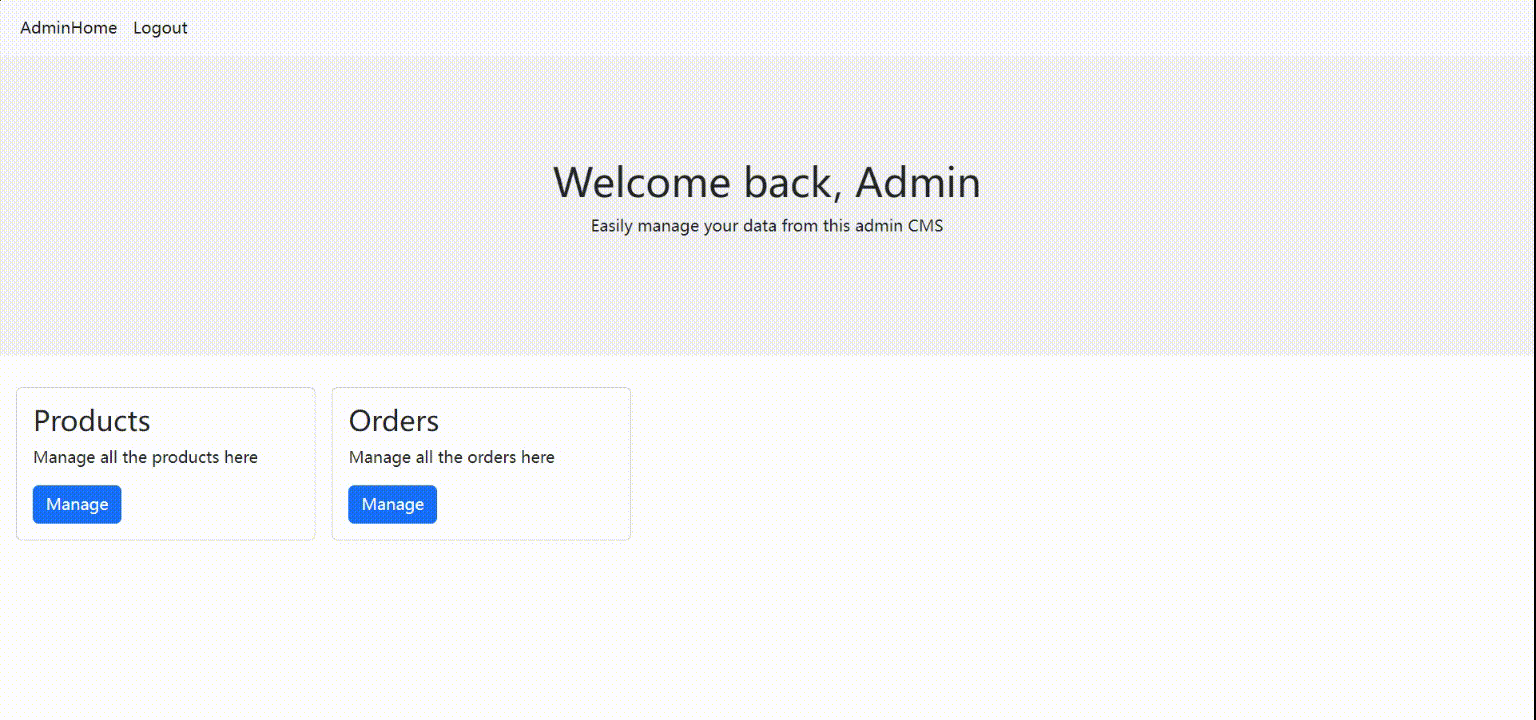 AdminHome Logout
Welcome back, Admin
Easily manage your data from this admin CMS
Products
Manage all the products here
Manage
Orders
Manage all the orders here
Manage